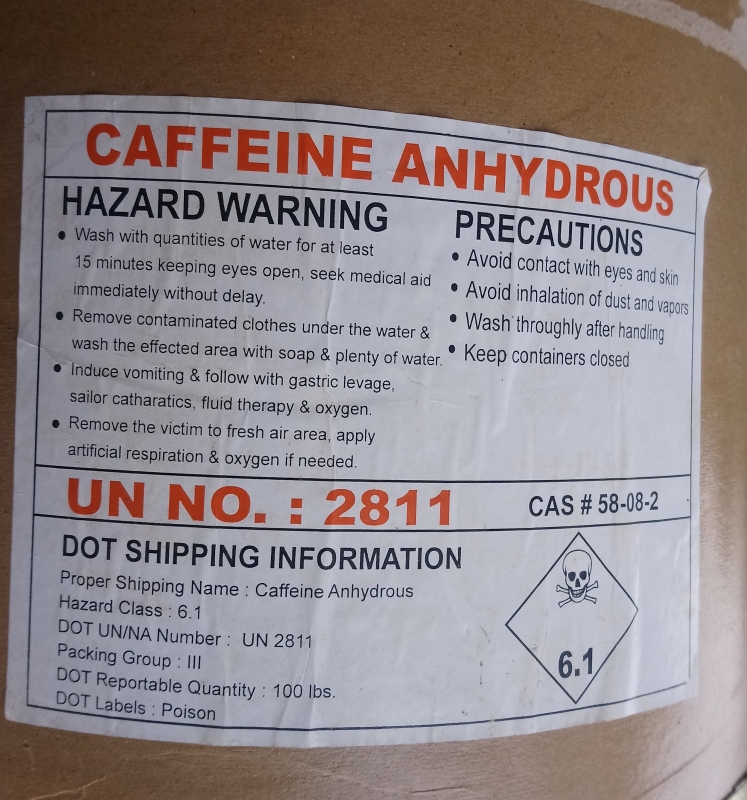 CAFFEINE ANHYDROUS
HAZARD WARNING
• Wash with quantities of water for at least
15 minutes keeping eyes open, seek medical aid
immediately without delay.
• Remove contaminated clothes under the water &
wash the effected area with soap & plenty of water.
• Induce vomiting & follow with gastric levage,
sailor catharatics, fluid therapy & oxygen.
• Remove the victim to fresh air area, apply
artificial respiration & oxygen if needed.
PRECAUTIONS
• Avoid contact with eyes and skin
• Avoid inhalation of dust and vapors
• Wash throughly after handling
• Keep containers closed
UN NO. : 2811
CAS # 58-08-2
DOT SHIPPING INFORMATION
Proper Shipping Name : Caffeine Anhydrous
Hazard Class : 6.1
DOT UN/NA Number : UN 2811
Packing Group : III
DOT Reportable Quantity : 100 lbs.
DOT Labels : Poison
6.1